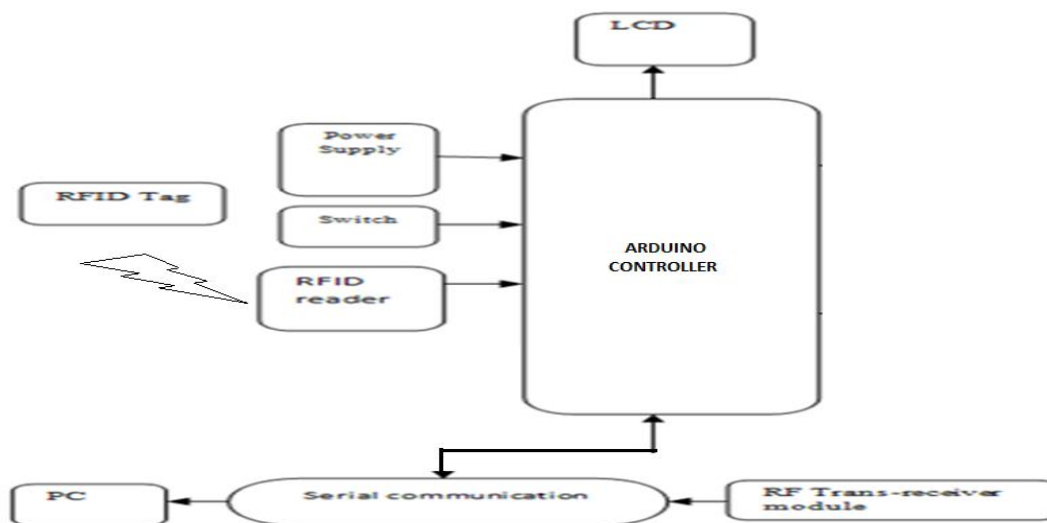 LCD
Power
Supply
RFID Tag
Switch
RFID
reader
ARDUINO
CONTROLLER
PC
Serial communication
RF Trans-receiver
module